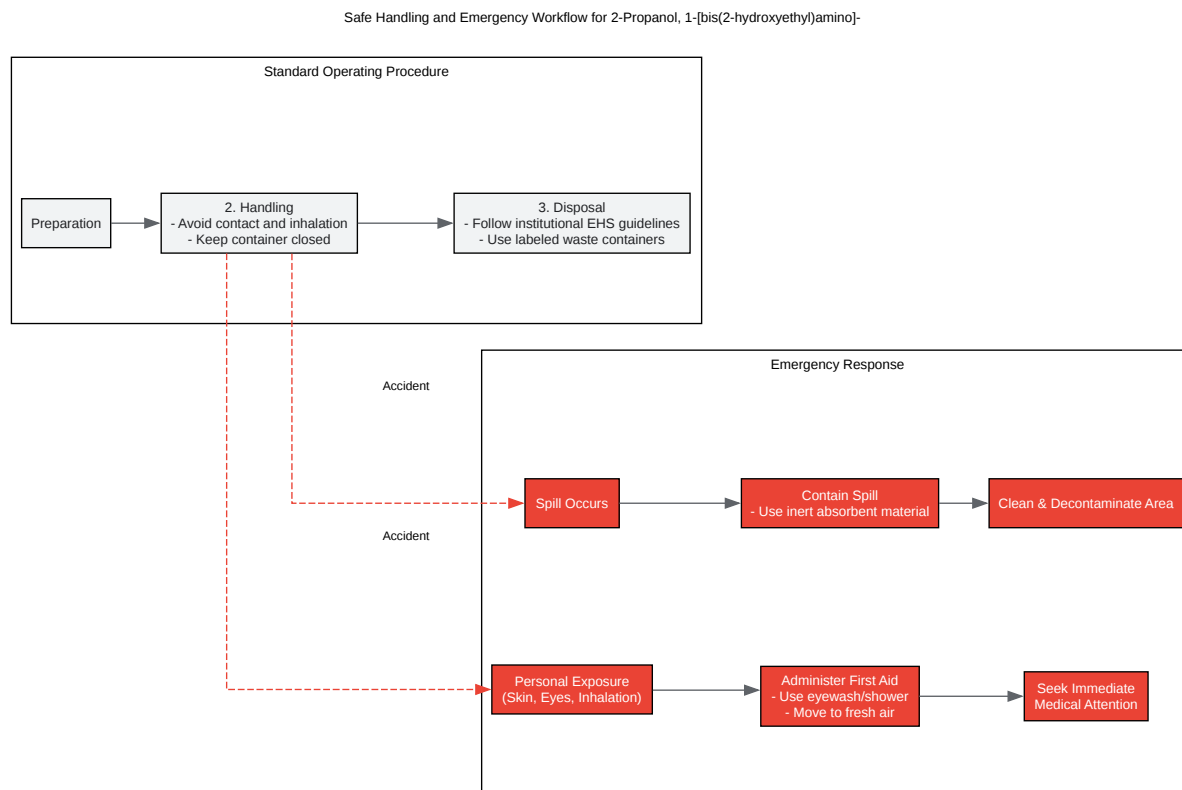 Safe Handling and Emergency Workflow for 2-Propanol, 1-[bis(2-hydroxyethyl)amino]-
Standard Operating Procedure
Preparation
2. Handling
- Avoid contact and inhalation
- Keep container closed
3. Disposal
- Follow institutional EHS guidelines
- Use labeled waste containers
Emergency Response
Accident
Spill Occurs
Contain Spill
- Use inert absorbent material
Clean & Decontaminate Area
Accident
Personal Exposure
(Skin, Eyes, Inhalation)
Administer First Aid
- Use eyewash/shower
- Move to fresh air
Seek Immediate
Medical Attention